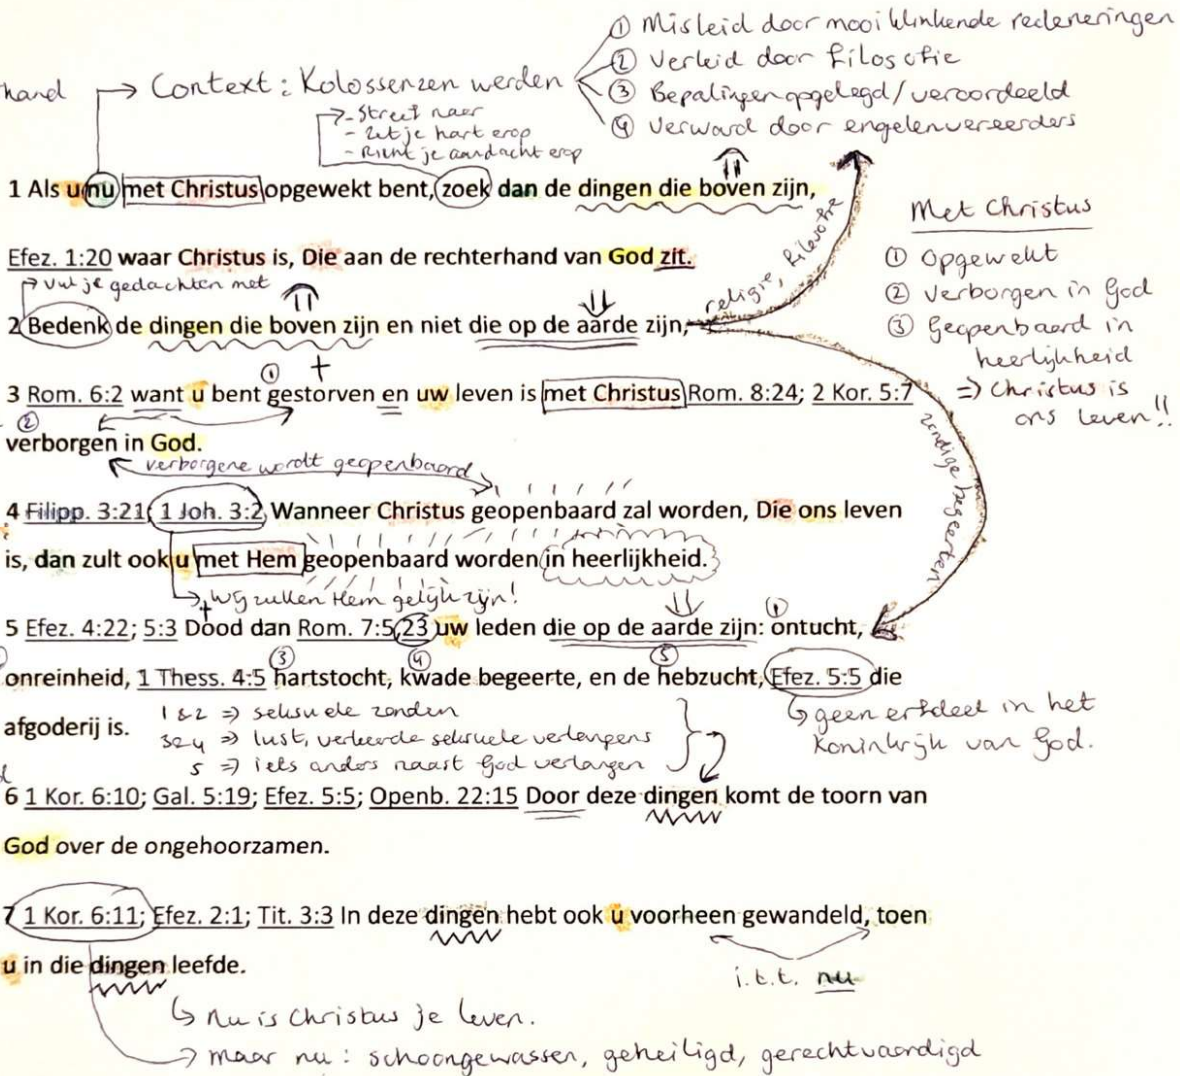 ① Misleid door mooi klinkende redeneringen
② Verleid door filosofie
hand → Context: Kolossenzen werden
③ Bepalingen opgelegd/veroordeeld
④ Verward door engelenvereerders
- Streef naar
- Zet je hart erop
- Richt je aandacht erop
1 Als u nu met Christus opgewekt bent, zoek dan de dingen die boven zijn,
Met Christus
① Opgewekt
② Verborgen in God
③ Geopenbaard in
heerlijkheid
=> Christus is
ons leven!!
religie, filosofie
Efez. 1:20 waar Christus is, Die aan de rechterhand van God zit.
→ vul je gedachten met
2 Bedenk de dingen die boven zijn en niet die op de aarde zijn,
① +
3 Rom. 6:2 want u bent gestorven en uw leven is met Christus Rom. 8:24; 2 Kor. 5:7
②
verborgen in God.
verborgene wordt geopenbaard
zondige begeerten
4 Filipp. 3:21; 1 Joh. 3:2 Wanneer Christus geopenbaard zal worden, Die ons leven
is, dan zult ook u met Hem geopenbaard worden in heerlijkheid.
→ Wij zullen Hem gelijk zijn!
+ ①
5 Efez. 4:22; 5:3 Dood dan Rom. 7:5,23 uw leden die op de aarde zijn: ontucht,
③ ④ ⑤
onreinheid, 1 Thess. 4:5 hartstocht, kwade begeerte, en de hebzucht, Efez. 5:5 die
↳ geen erfdeel in het
Koninkrijk van God.
afgoderij is.
1 & 2 => seksuele zonden
3 & 4 => lust, verkeerde seksuele verlangens
5 => iets anders naast God verlangen
6 1 Kor. 6:10; Gal. 5:19; Efez. 5:5; Openb. 22:15 Door deze dingen komt de toorn van
God over de ongehoorzamen.
7 1 Kor. 6:11; Efez. 2:1; Tit. 3:3 In deze dingen hebt ook u voorheen gewandeld, toen
u in die dingen leefde.
i.t.t. nu
↳ Nu is Christus je leven.
→ maar nu: schoongewassen, geheiligd, gerechtvaardigd